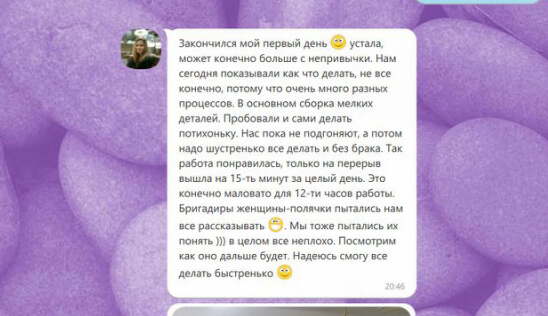 Закончился мой первый день 😊 устала,
может конечно больше с непривычки. Нам
сегодня показывали как что делать, не все
конечно, потому что очень много разных
процессов. В основном сборка мелких
деталей. Пробовали и сами делать
потихоньку. Нас пока не подгоняют, а потом
надо шустренько все делать и без брака. Так
работа понравилась, только на перерыв
вышла на 15-ть минут за целый день. Это
конечно маловато для 12-ти часов работы.
Бригадиры женщины-полячки пытались нам
все рассказывать 😁. Мы тоже пытались их
понять ))) в целом все неплохо. Посмотрим
как оно дальше будет. Надеюсь смогу все
делать быстренько 😊
20:46